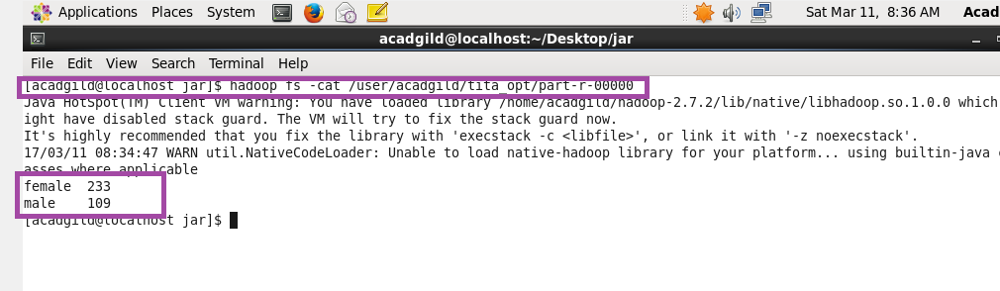 Applications Places System Sat Mar 11, 8:36 AM Acad
acadgild@localhost:~/Desktop/jar
File Edit View Search Terminal Help
[acadgild@localhost jar]$ hadoop fs -cat /user/acadgild/tita_opt/part-r-00000
Java HotSpot(TM) Client VM warning: You have loaded library /home/acadgild/hadoop-2.7.2/lib/native/libhadoop.so.1.0.0 which
ight have disabled stack guard. The VM will try to fix the stack guard now.
It's highly recommended that you fix the library with 'execstack -c <libfile>', or link it with '-z noexecstack'.
17/03/11 08:34:47 WARN util.NativeCodeLoader: Unable to load native-hadoop library for your platform... using builtin-java c
asses where applicable
female 233
male 109
[acadgild@localhost jar]$